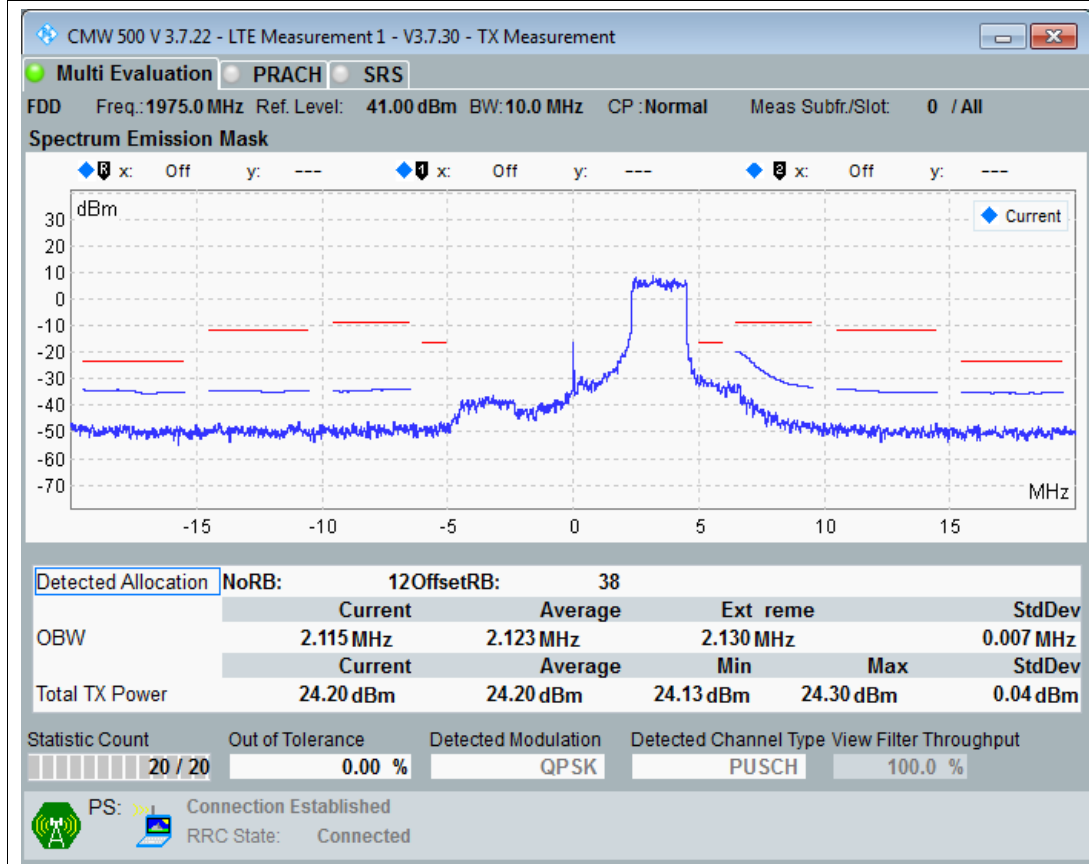 CMW 500 V 3.7.22 - LTE Measurement 1 - V3.7.30 - TX Measurement
Multi Evaluation PRACH SRS
FDD Freq.: 1975.0 MHz Ref. Level: 41.00 dBm BW: 10.0 MHz CP : Normal Meas Subfr./Slot: 0 / All
Spectrum Emission Mask
R x: Off y: --- 1 x: Off y: --- 2 x: Off y: ---
dBm
Current
30
20
10
0
-10
-20
-30
-40
-50
-60
-70
MHz
-15 -10 -5 0 5 10 15
Detected Allocation NoRB: 12OffsetRB: 38
Current Average Ext reme StdDev
OBW 2.115 MHz 2.123 MHz 2.130 MHz 0.007 MHz
Current Average Min Max StdDev
Total TX Power 24.20 dBm 24.20 dBm 24.13 dBm 24.30 dBm 0.04 dBm
Statistic Count Out of Tolerance Detected Modulation Detected Channel Type View Filter Throughput
20 / 20 0.00 % QPSK PUSCH 100.0 %
PS: Connection Established
RRC State: Connected